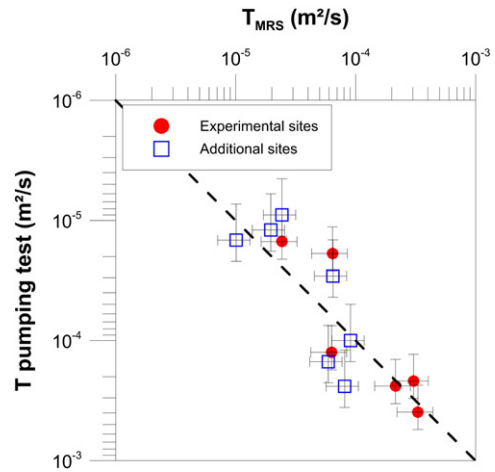 T_MRS (m²/s)
10⁻⁶ 10⁻⁵ 10⁻⁴ 10⁻³
10⁻⁶
Experimental sites
Additional sites
10⁻⁵
T pumping test (m²/s)
10⁻⁴
10⁻³